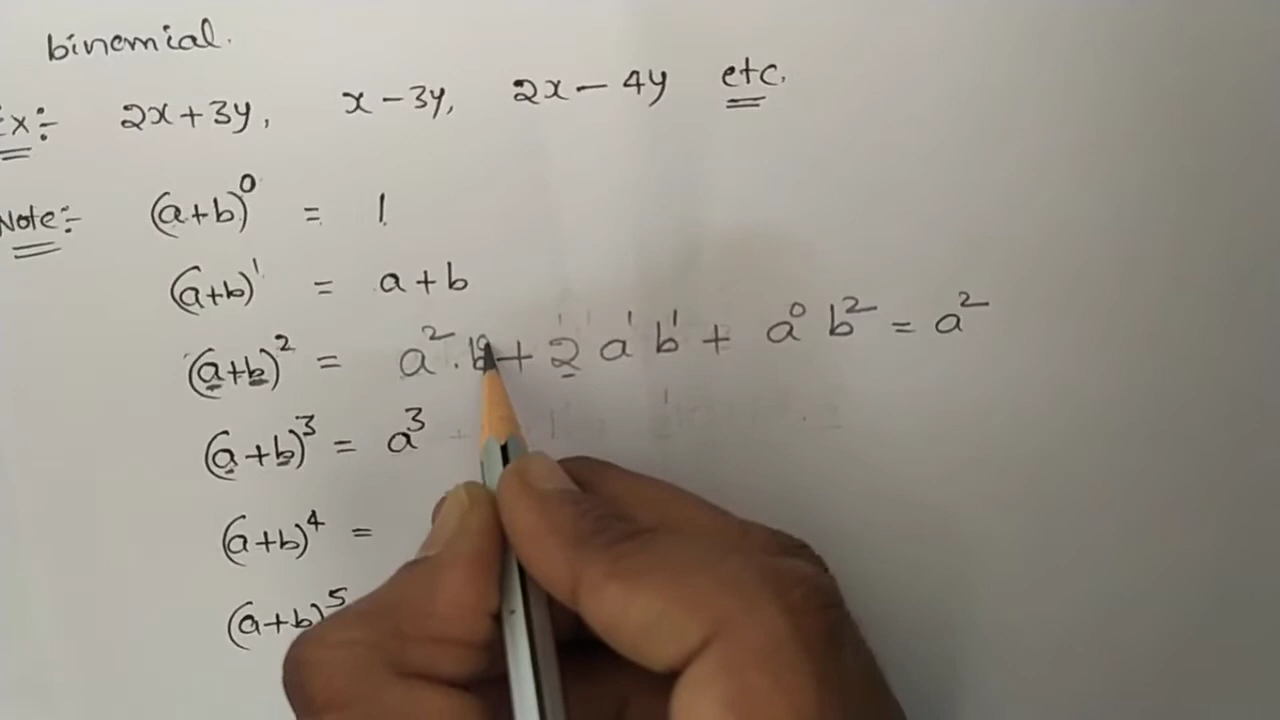 binomial.
Ex:- 2x+3y, x-3y, 2x-4y etc.
Note:- (a+b)⁰ = 1
(a+b)¹ = a+b
(a+b)² = a².b⁰+2a¹b¹+a⁰b²=a²
(a+b)³ = a³
(a+b)⁴ =
(a+b)⁵